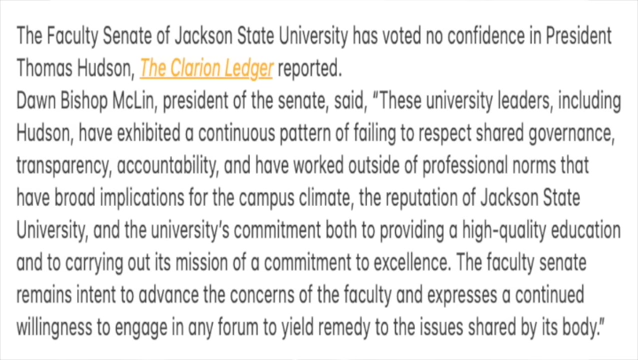 The Faculty Senate of Jackson State University has voted no confidence in President
Thomas Hudson, The Clarion Ledger reported.
Dawn Bishop McLin, president of the senate, said, “These university leaders, including
Hudson, have exhibited a continuous pattern of failing to respect shared governance,
transparency, accountability, and have worked outside of professional norms that
have broad implications for the campus climate, the reputation of Jackson State
University, and the university’s commitment both to providing a high-quality education
and to carrying out its mission of a commitment to excellence. The faculty senate
remains intent to advance the concerns of the faculty and expresses a continued
willingness to engage in any forum to yield remedy to the issues shared by its body.”